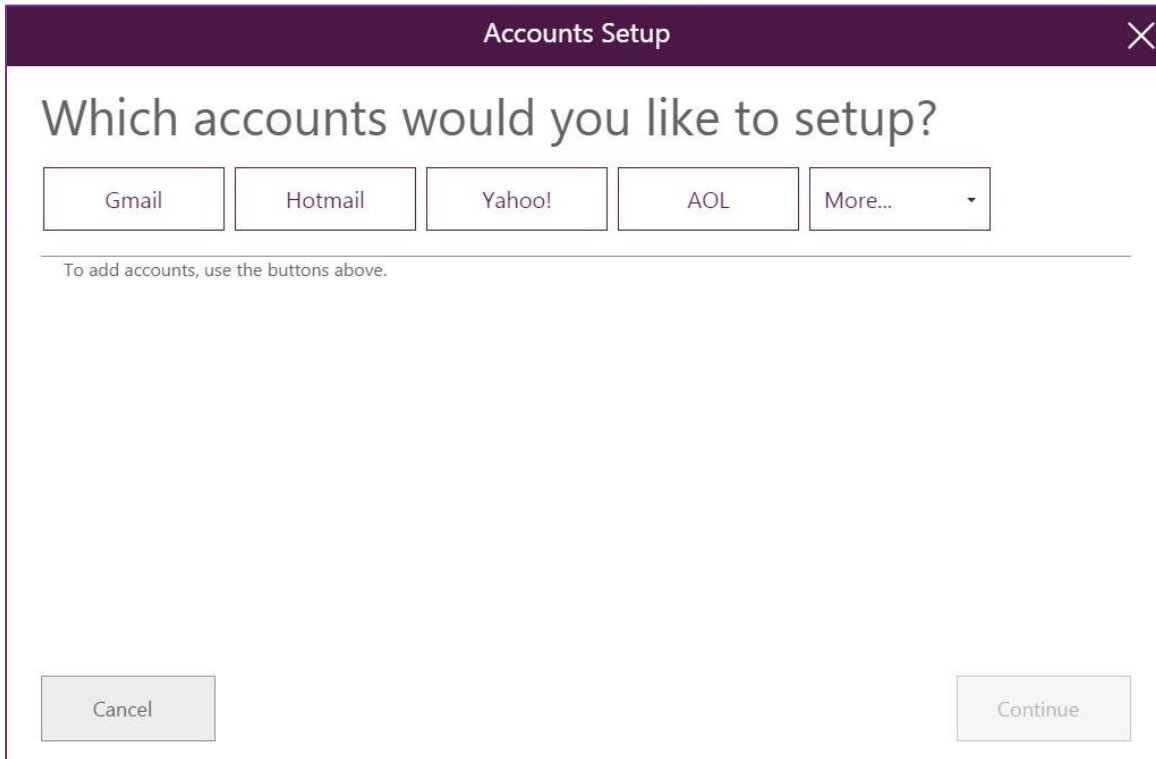 Accounts Setup
Which accounts would you like to setup?
Gmail
Hotmail
Yahoo!
AOL
More...
To add accounts, use the buttons above.
Cancel
Continue